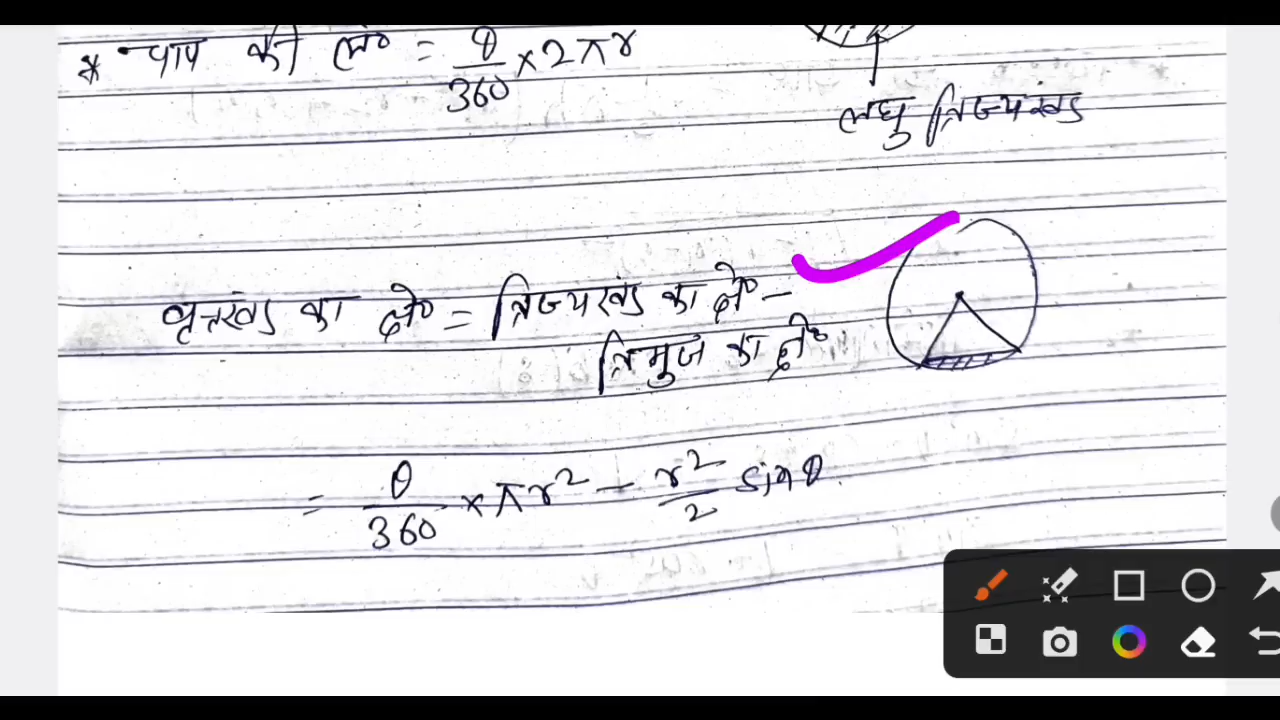 * चाप की लं० = θ/360 × 2πr
लघु त्रिज्यखंड
वृत्तखंड का क्षे० = त्रिज्यखंड का क्षे० –
त्रिभुज का क्षे०
= θ/360 × πr² – r²/2 sinθ